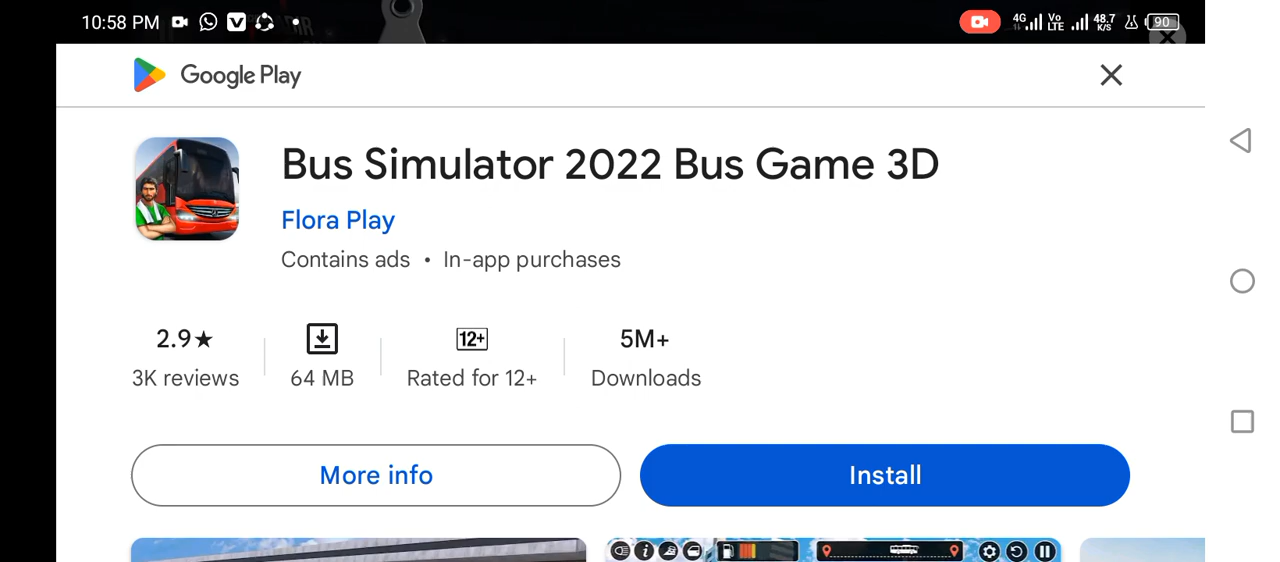 10:58 PM 4G Vo LTE 48.7 K/S 90
Google Play
Bus Simulator 2022 Bus Game 3D
Flora Play
Contains ads • In-app purchases
2.9★ 12+ 5M+
3K reviews 64 MB Rated for 12+ Downloads
More info Install